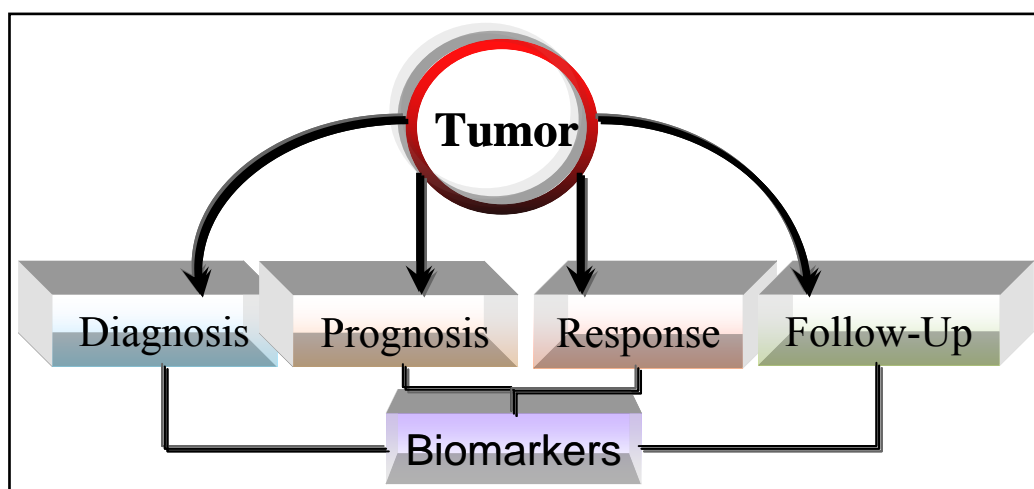 Tumor
Diagnosis
Prognosis
Response
Follow-Up
Biomarkers